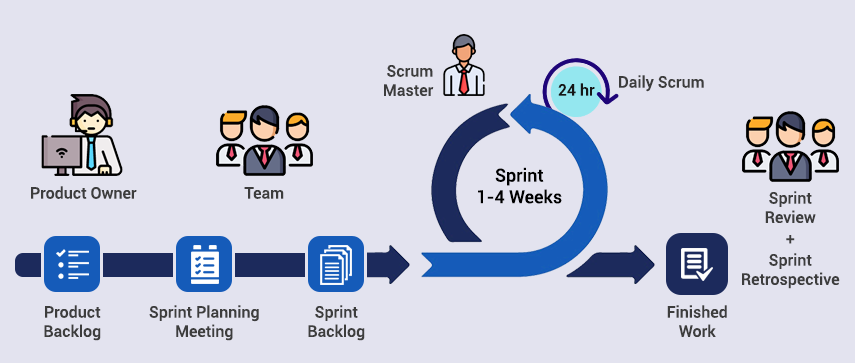 Product Owner
Team
Scrum
Master
24 hr
Daily Scrum
Sprint
1-4 Weeks
Sprint
Review
+
Sprint
Retrospective
Product
Backlog
Sprint Planning
Meeting
Sprint
Backlog
Finished
Work